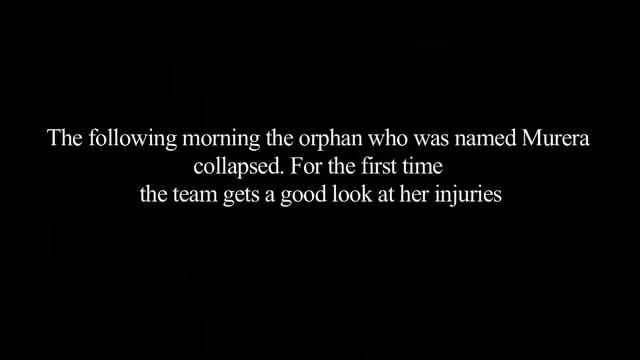 The following morning the orphan who was named Murera
collapsed. For the first time
the team gets a good look at her injuries